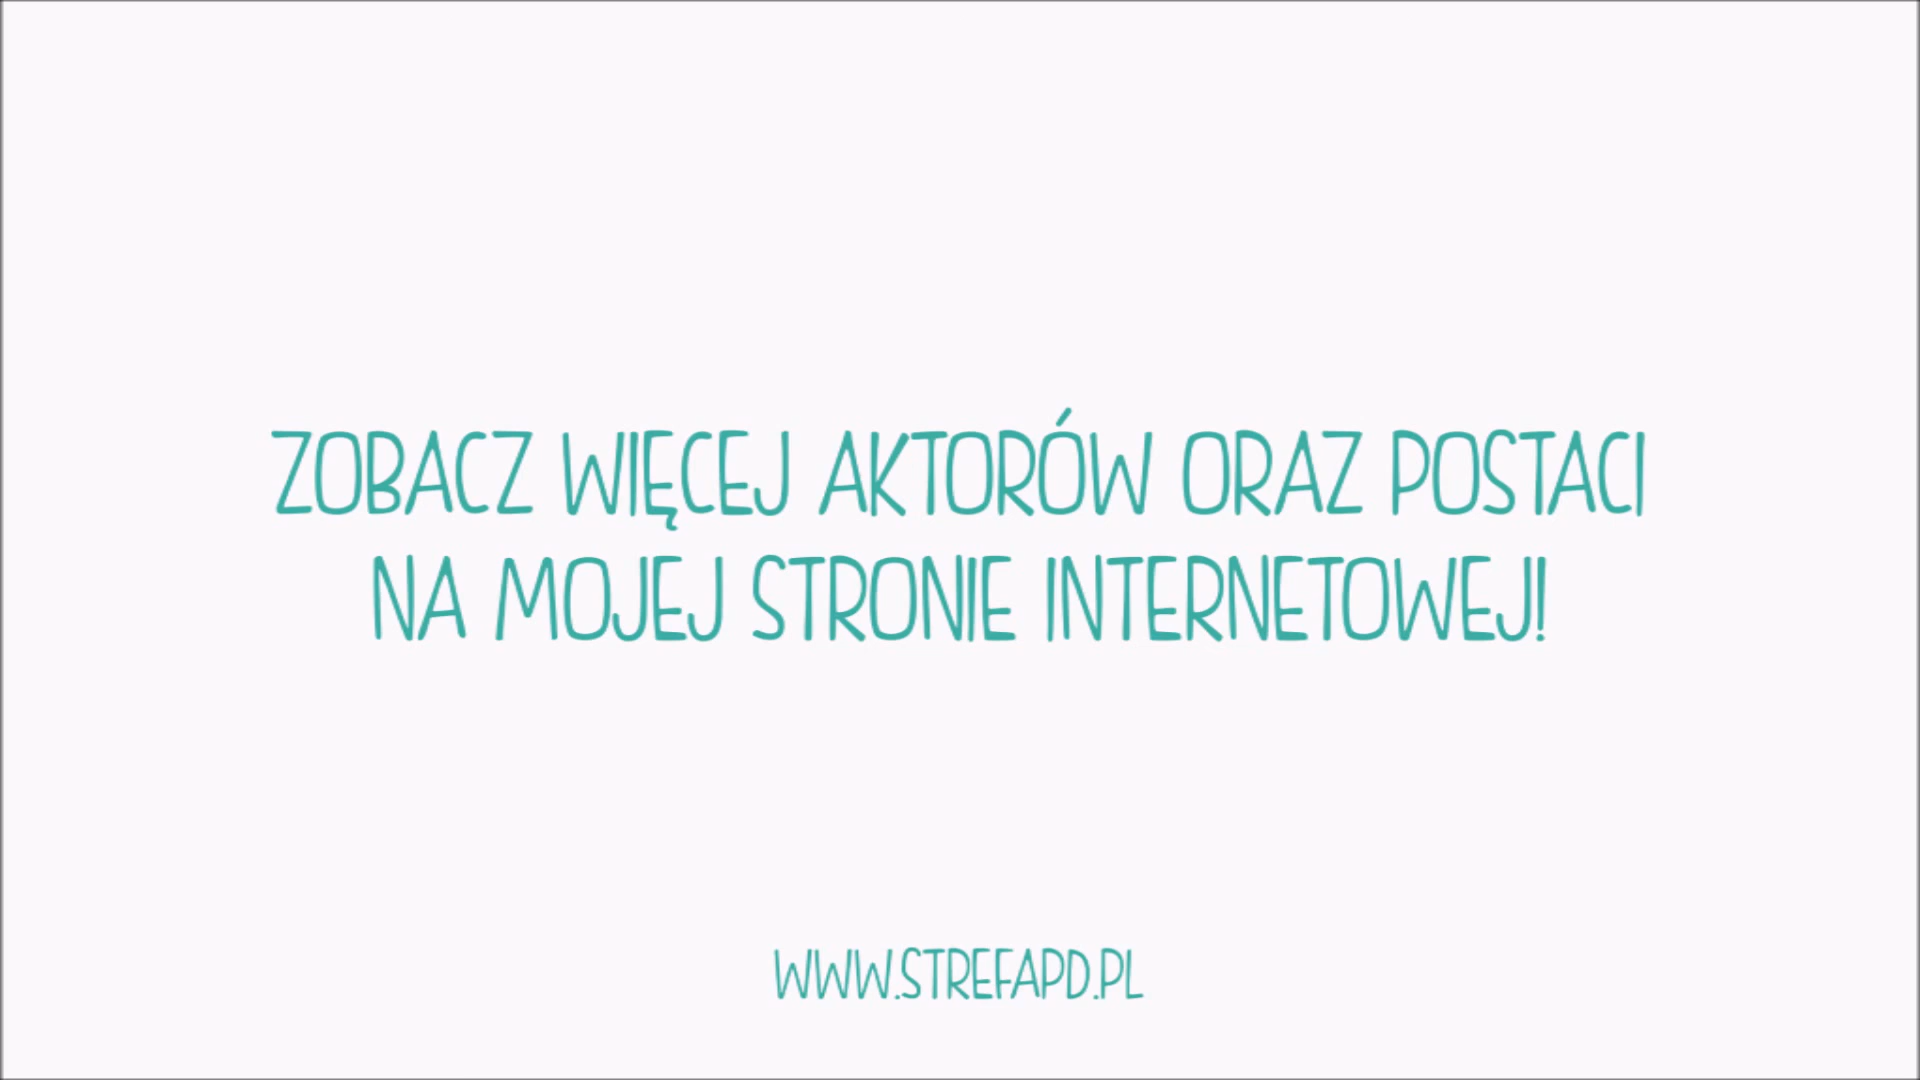 ZOBACZ WIĘCEJ AKTORÓW ORAZ POSTACI
NA MOJEJ STRONIE INTERNETOWEJ!
WWW.STREFAPD.PL